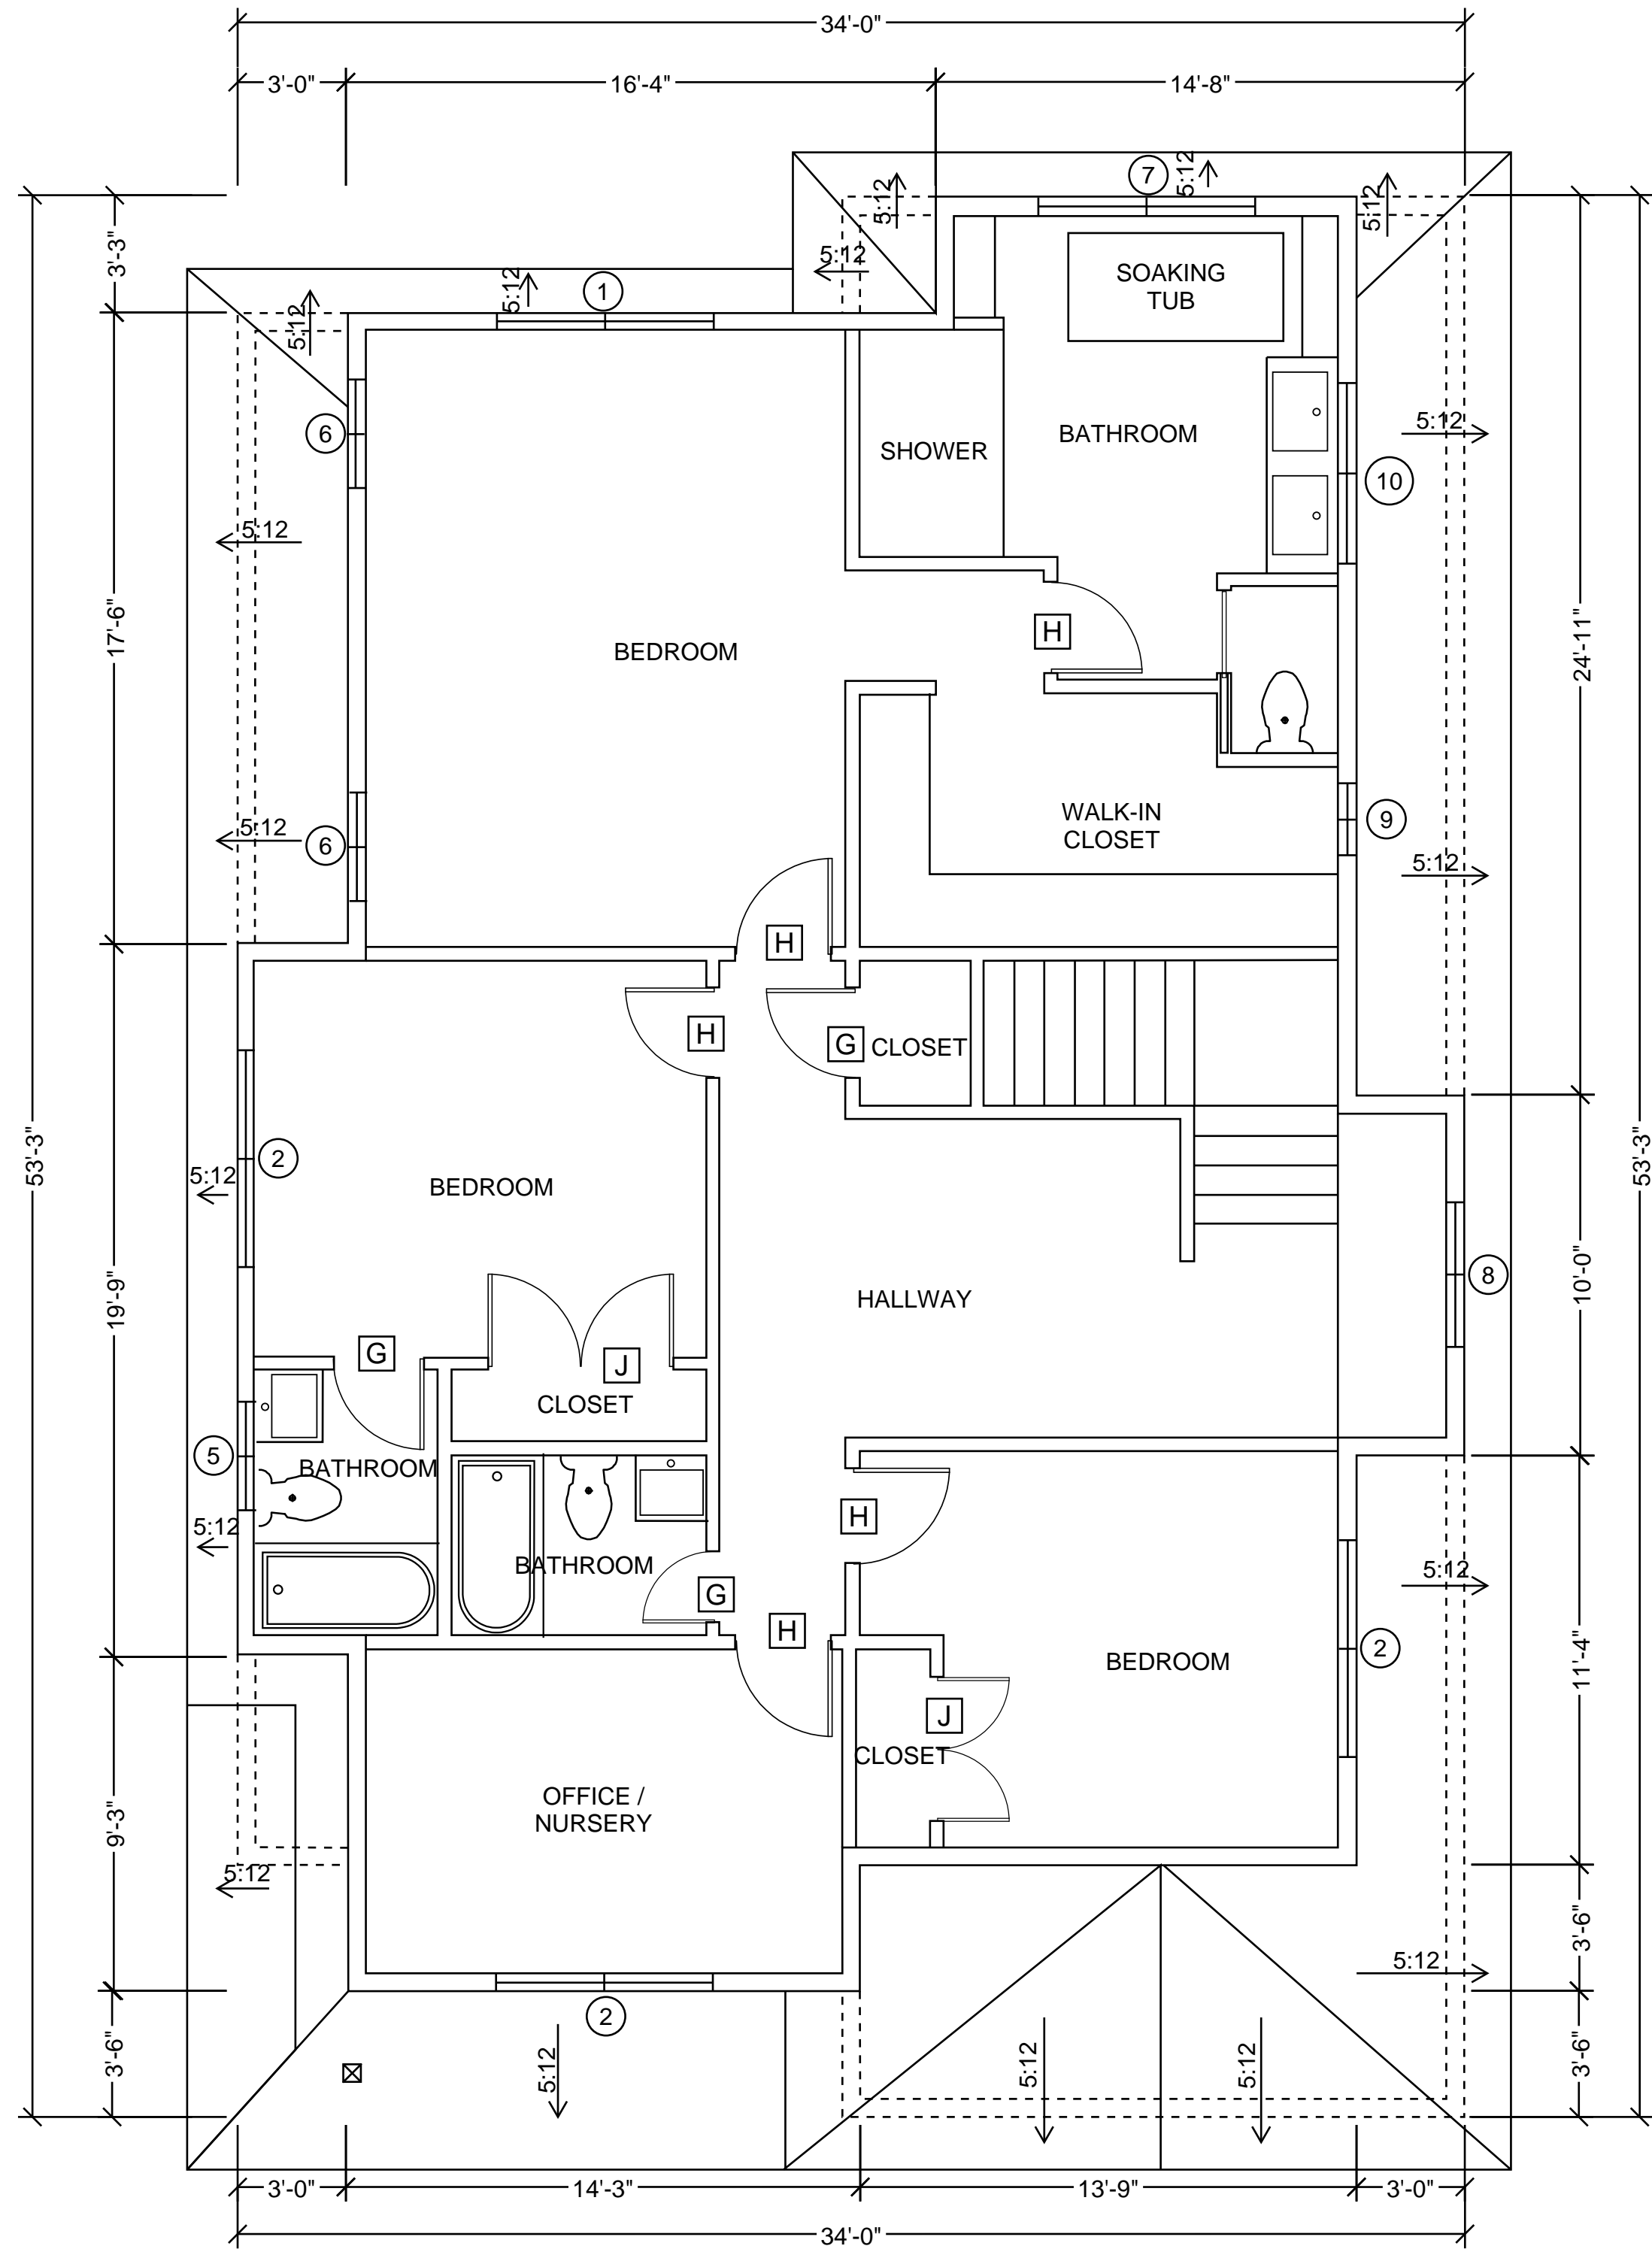 34'-0"
3'-0"
16'-4"
14'-8"
7
5:12
5:12
5:12
5:12
3'-3"
1
5:12
5:12
SOAKING
TUB
6
5:12
BATHROOM
SHOWER
10
5:12
17'-6"
H
BEDROOM
24'-11"
5:12
6
WALK-IN
CLOSET
9
5:12
H
H
G
CLOSET
53'-3"
53'-3"
2
5:12
BEDROOM
19'-9"
HALLWAY
8
10'-0"
G
J
CLOSET
5
BATHROOM
5:12
H
BATHROOM
G
H
5:12
2
BEDROOM
11'-4"
J
CLOSET
OFFICE /
NURSERY
9'-3"
5:12
3'-6"
5:12
2
3'-6"
5:12
5:12
5:12
3'-6"
3'-0"
14'-3"
13'-9"
3'-0"
34'-0"